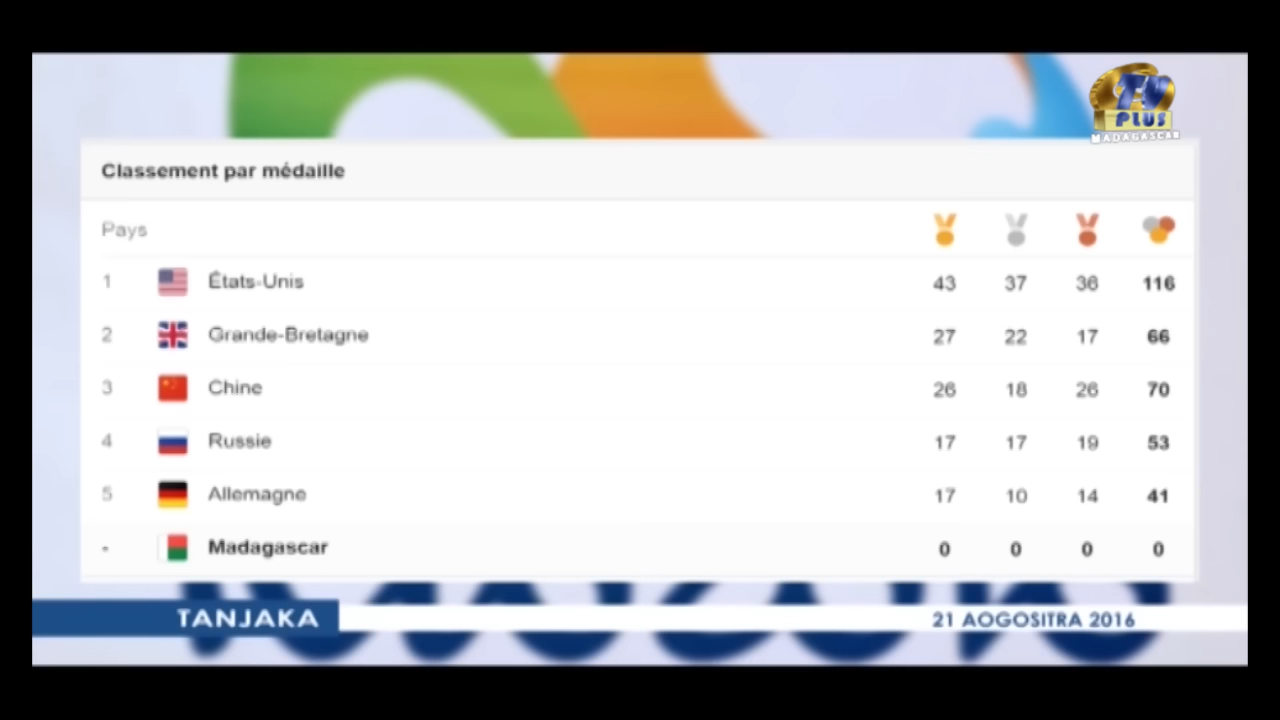 TV
PLUS
MADAGASCAR
Classement par médaille
Pays
1 États-Unis 43 37 36 116
2 Grande-Bretagne 27 22 17 66
3 Chine 26 18 26 70
4 Russie 17 17 19 53
5 Allemagne 17 10 14 41
- Madagascar 0 0 0 0
TANJAKA 21 AOGOSITRA 2016